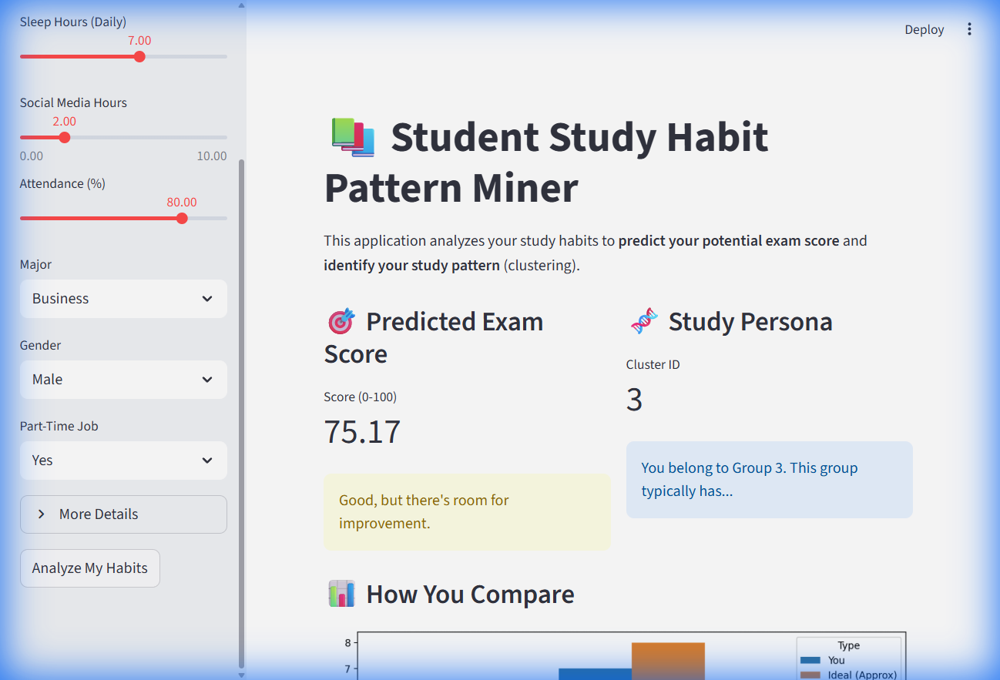 Sleep Hours (Daily)
7.00
Social Media Hours
2.00
0.00 10.00
Attendance (%)
80.00
Major
Business
Gender
Male
Part-Time Job
Yes
More Details
Analyze My Habits
Deploy
Student Study Habit
Pattern Miner
This application analyzes your study habits to predict your potential exam score and
identify your study pattern (clustering).
Predicted Exam
Score
Score (0-100)
75.17
Good, but there's room for
improvement.
Study Persona
Cluster ID
3
You belong to Group 3. This group
typically has...
How You Compare
8
7
Type
You
Ideal (Approx)